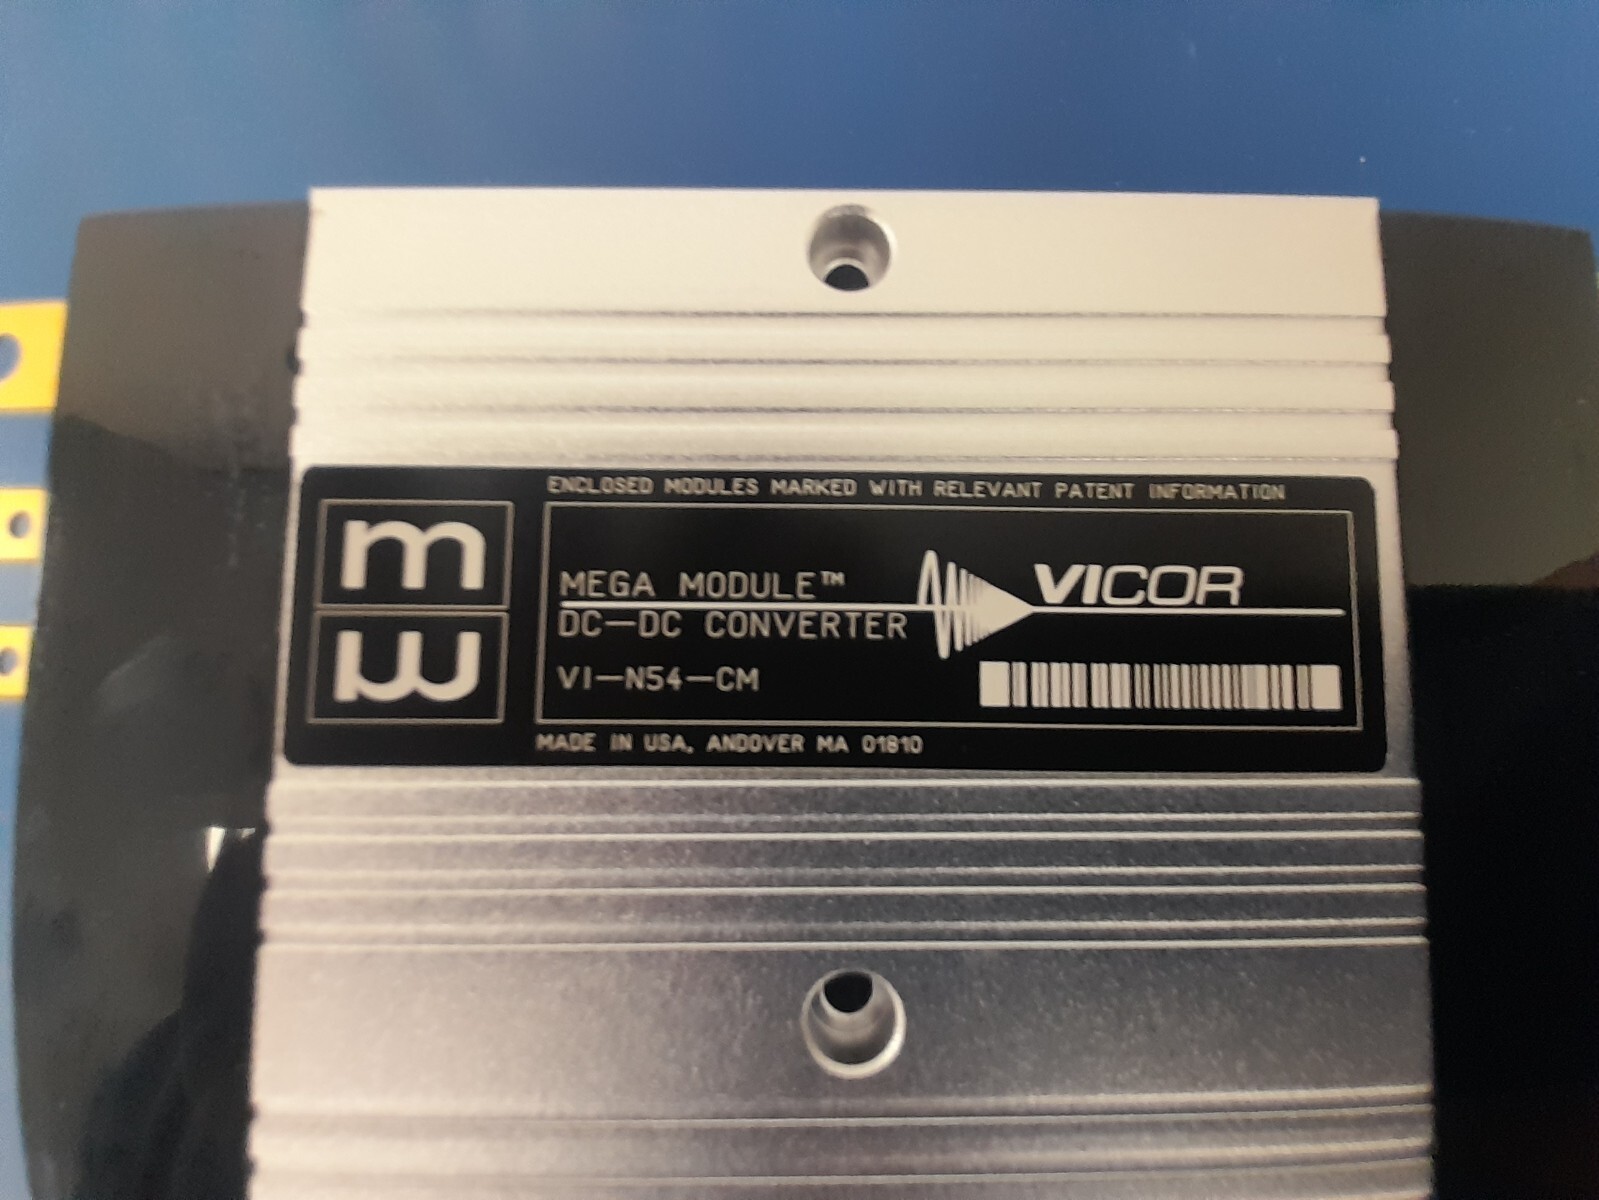 ENCLOSED MODULES MARKED WITH RELEVANT PATENT INFORMATION
m
m
MEGA MODULE™
VICOR
DC-DC CONVERTER
VI-N54-CM
MADE IN USA, ANDOVER MA 01810